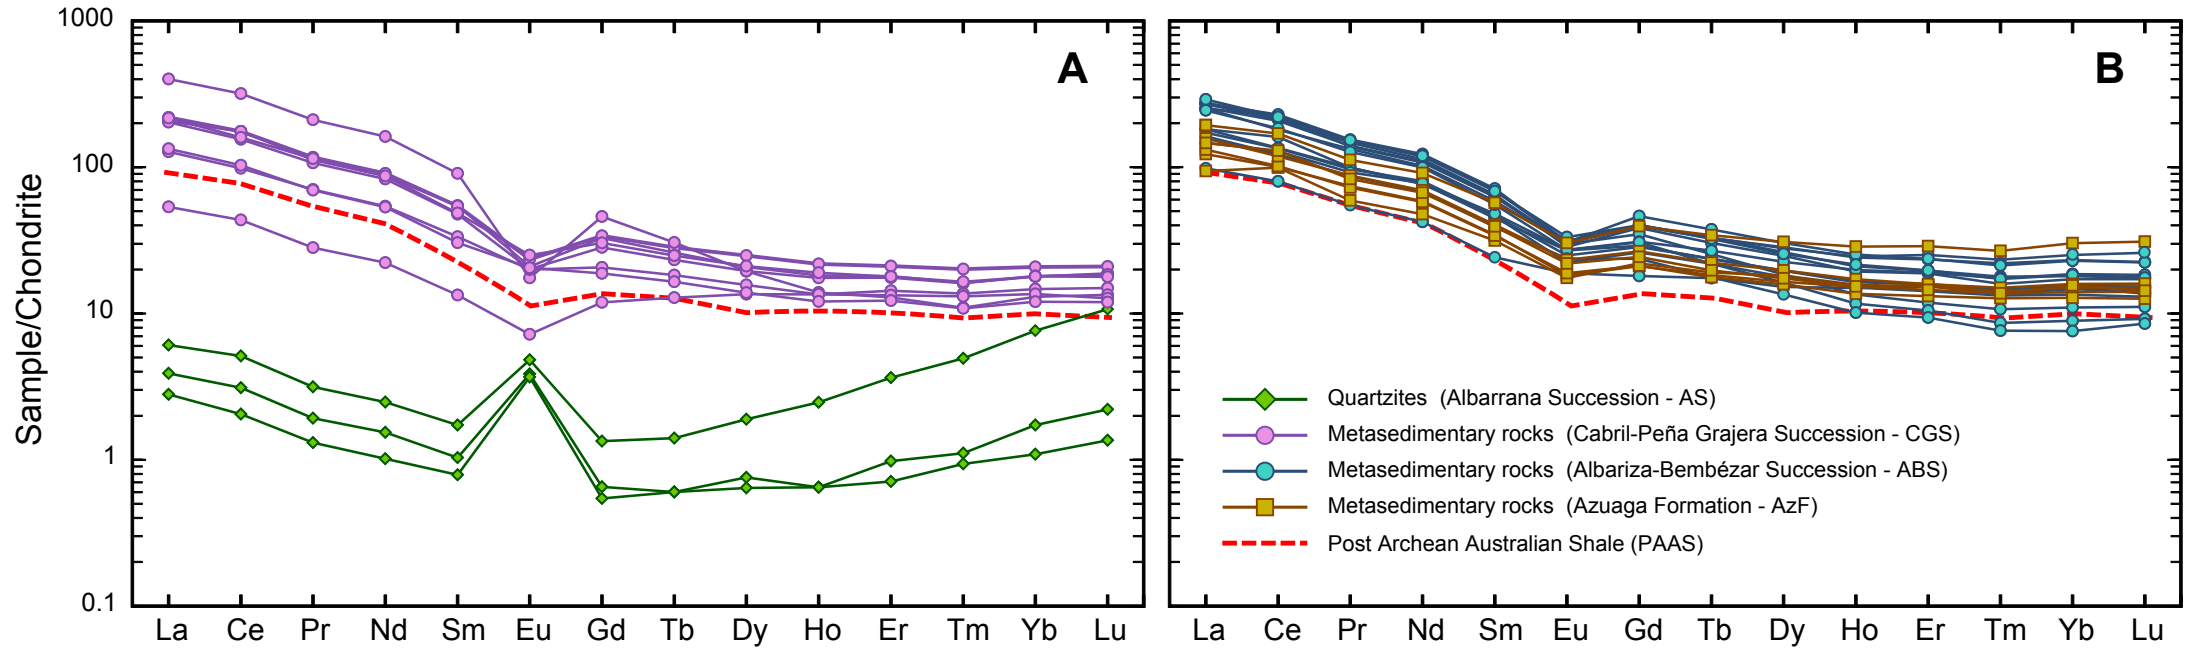 1000
100
10
1
0.1
Sample/Chondrite
A
La Ce Pr Nd Sm Eu Gd Tb Dy Ho Er Tm Yb Lu
B
Quartzites (Albarrana Succession - AS)
Metasedimentary rocks (Cabril-Peña Grajera Succession - CGS)
Metasedimentary rocks (Albariza-Bembézar Succession - ABS)
Metasedimentary rocks (Azuaga Formation - AzF)
Post Archean Australian Shale (PAAS)
La Ce Pr Nd Sm Eu Gd Tb Dy Ho Er Tm Yb Lu